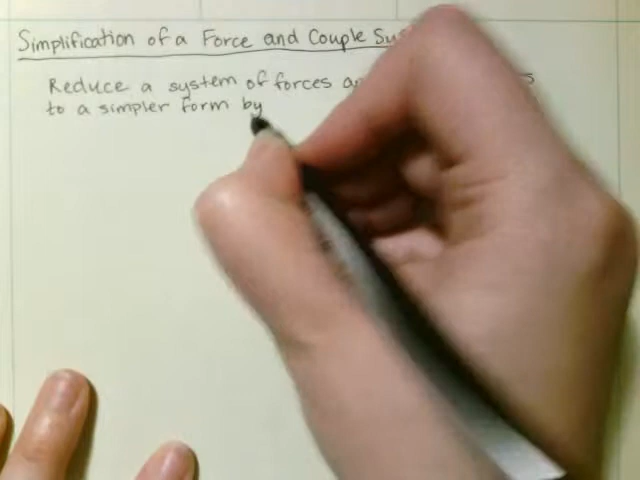 Simplification of a Force and Couple
Reduce a system of forces
to a simpler form by